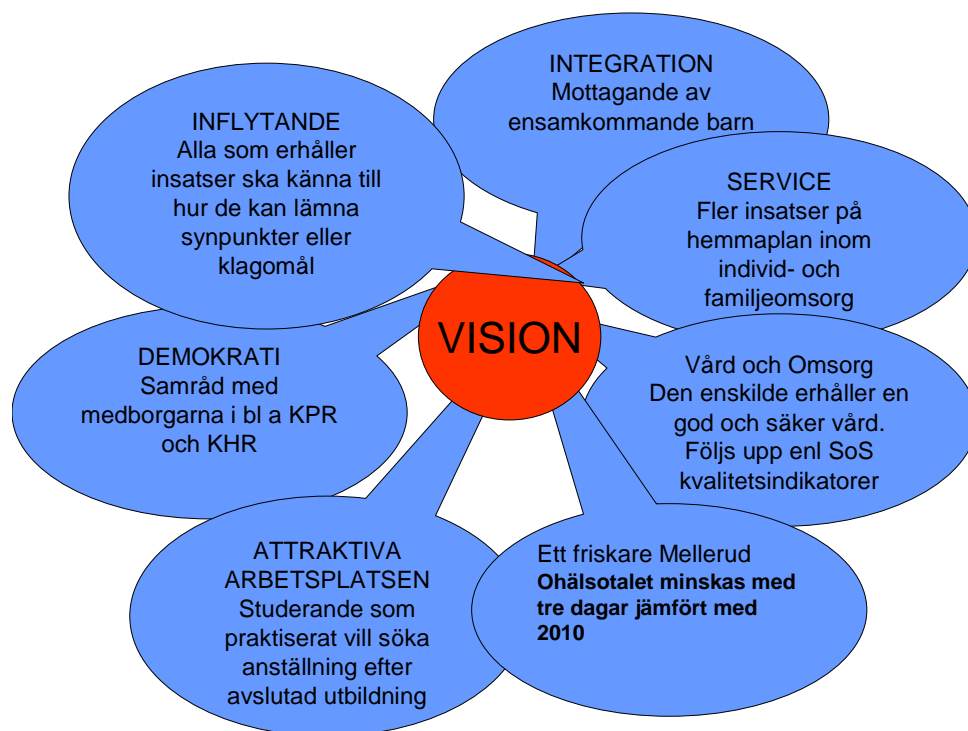 INTEGRATION
Mottagande av
ensamkommande barn
INFLYTANDE
Alla som erhåller
insatser ska känna till
hur de kan lämna
synpunkter eller
klagomål
SERVICE
Fler insatser på
hemmaplan inom
individ- och
familjeomsorg
VISION
DEMOKRATI
Samråd med
medborgarna i bl a KPR
och KHR
Vård och Omsorg
Den enskilde erhåller en
god och säker vård.
Följs upp enl SoS
kvalitetsindikatorer
ATTRAKTIVA
ARBETSPLATSEN
Studerande som
praktiserat vill söka
anställning efter
avslutad utbildning
Ett friskare Mellerud
Ohälsotalet minskas med
tre dagar jämfört med
2010